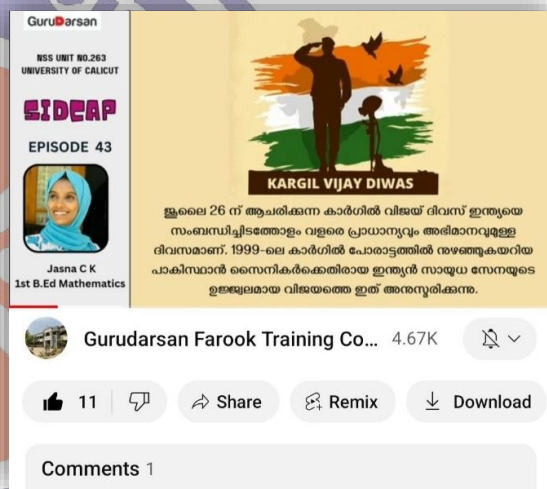 GuruDarsan
NSS UNIT NO.263
UNIVERSITY OF CALICUT
SIDCAP
EPISODE 43
Jasna C K
1st B.Ed Mathematics
KARGIL VIJAY DIWAS
ജൂലൈ 26 ന് ആചരിക്കുന്ന കാർഗിൽ വിജയ് ദിവസ് ഇന്ത്യയെ
സംബന്ധിച്ചിടത്തോളം വളരെ പ്രാധാന്യവും അഭിമാനവുമുള്ള
ദിവസമാണ്. 1999-ലെ കാർഗിൽ പോരാട്ടത്തിൽ നുഴഞ്ഞുകയറിയ
പാകിസ്ഥാൻ സൈനികർക്കെതിരായ ഇന്ത്യൻ സായുധ സേനയുടെ
ഉജ്ജ്വലമായ വിജയത്തെ ഇത് അനുസ്മരിക്കുന്നു.
Gurudarsan Farook Training Co... 4.67K
11 Share Remix Download
Comments 1